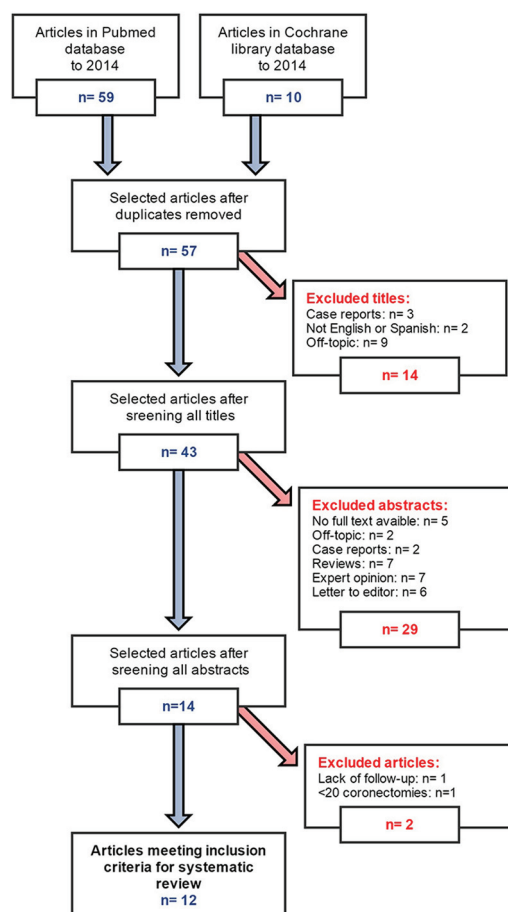 Articles in Pubmed
database
to 2014
n= 59
Articles in Cochrane
library database
to 2014
n= 10
Selected articles after
duplicates removed
n= 57
Excluded titles:
Case reports: n= 3
Not English or Spanish: n= 2
Off-topic: n= 9
n= 14
Selected articles after
sreening all titles
n= 43
Excluded abstracts:
No full text avaible: n= 5
Off-topic: n= 2
Case reports: n= 2
Reviews: n= 7
Expert opinion: n= 7
Letter to editor: n= 6
n= 29
Selected articles after
sreening all abstracts
n=14
Excluded articles:
Lack of follow-up: n= 1
<20 coronectomies: n=1
n= 2
Articles meeting inclusion
criteria for systematic
review
n= 12